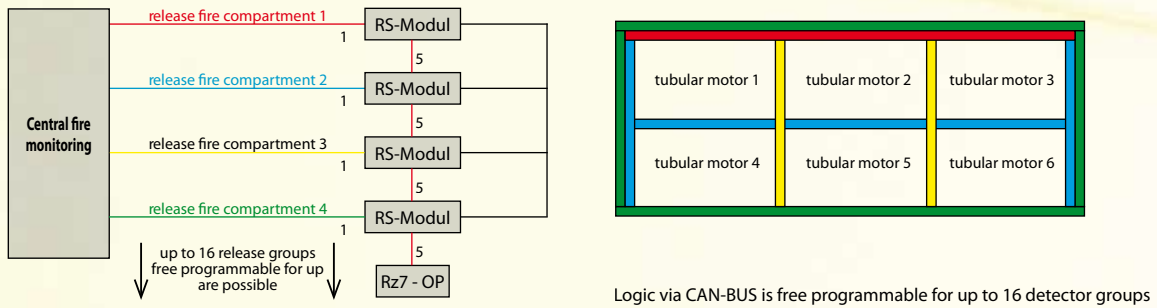 release fire compartment 1
1
RS-Modul
5
release fire compartment 2
1
RS-Modul
5
Central fire
monitoring
release fire compartment 3
1
RS-Modul
5
release fire compartment 4
1
RS-Modul
5
up to 16 release groups
free programmable for up
are possible
Rz7 - OP
tubular motor 1
tubular motor 2
tubular motor 3
tubular motor 4
tubular motor 5
tubular motor 6
Logic via CAN-BUS is free programmable for up to 16 detector groups